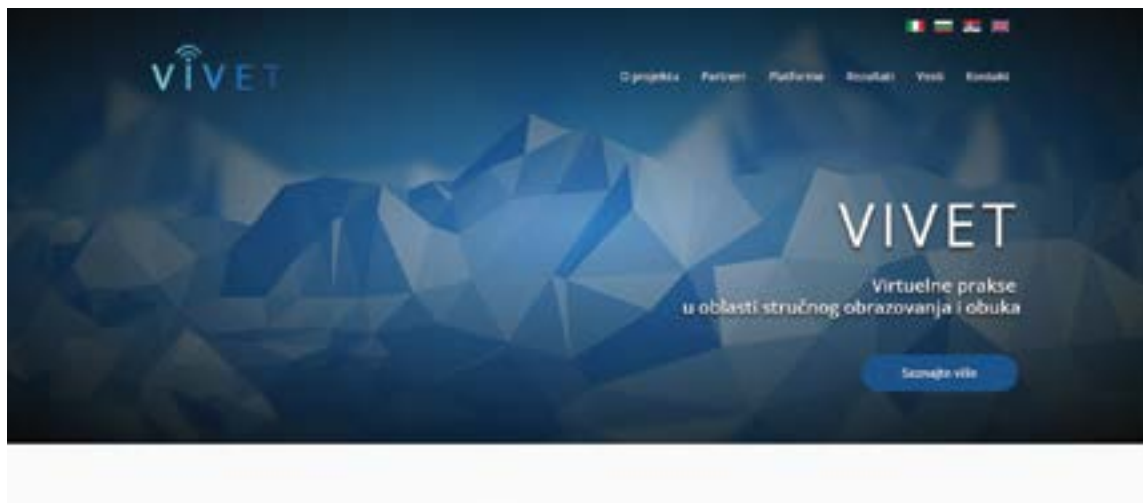 VIVET
O projektu Partneri Platforma Rezultati Vesti Kontakt
VIVET
Virtuelne prakse
u oblasti stručnog obrazovanja i obuka
Saznajte više